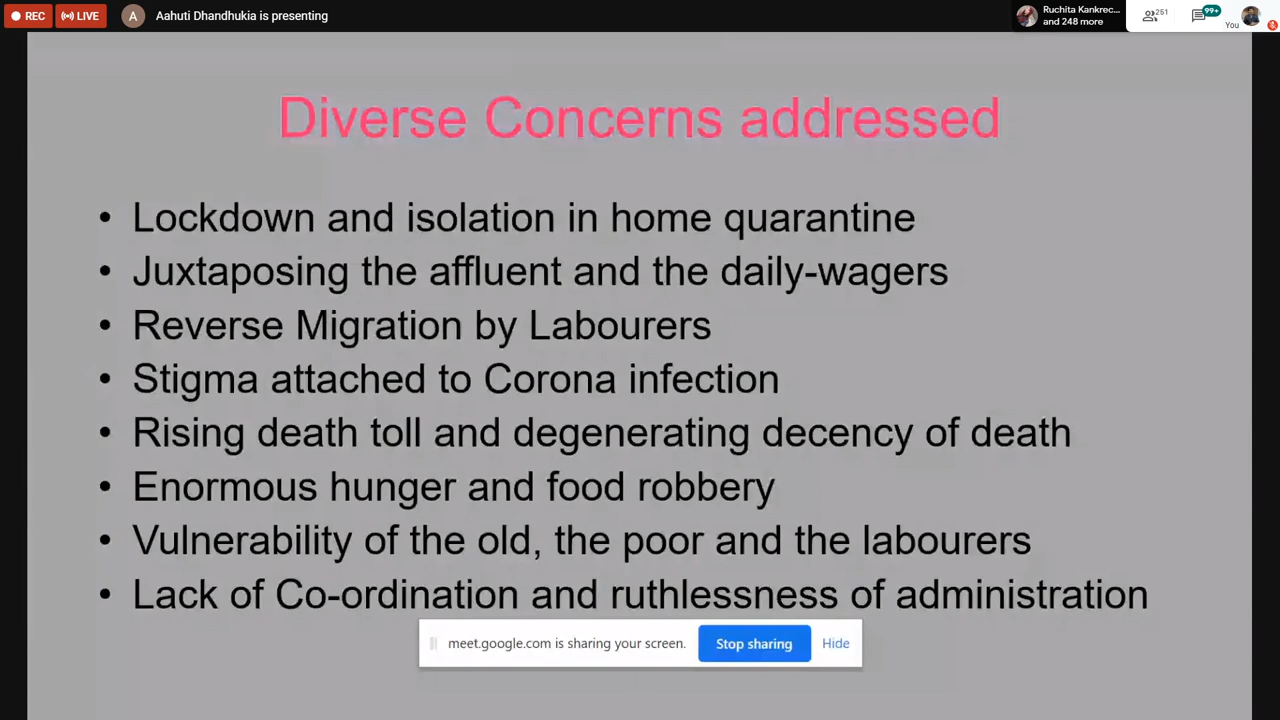 REC
LIVE
A
Aahuti Dhandhukia is presenting
Ruchita Kankrec...
and 248 more
251
99+
You
Diverse Concerns addressed
• Lockdown and isolation in home quarantine
• Juxtaposing the affluent and the daily-wagers
• Reverse Migration by Labourers
• Stigma attached to Corona infection
• Rising death toll and degenerating decency of death
• Enormous hunger and food robbery
• Vulnerability of the old, the poor and the labourers
• Lack of Co-ordination and ruthlessness of administration
meet.google.com is sharing your screen.
Stop sharing
Hide